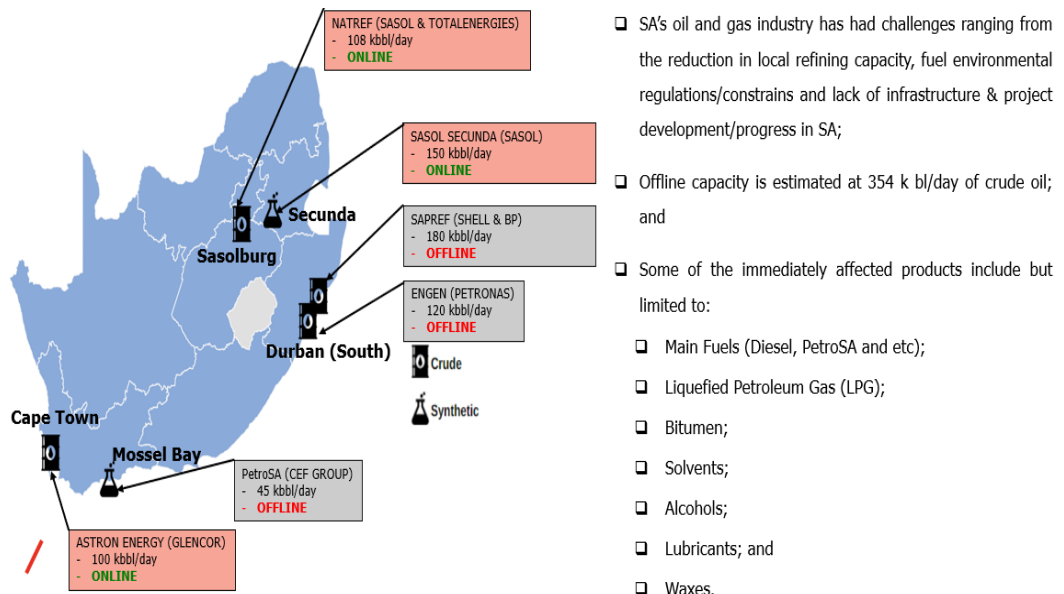 NATREF (SASOL & TOTALENERGIES)
- 108 kbbl/day
- ONLINE
SASOL SECUNDA (SASOL)
- 150 kbbl/day
- ONLINE
Secunda
Sasolburg
SAPREF (SHELL & BP)
- 180 kbbl/day
- OFFLINE
ENGEN (PETRONAS)
- 120 kbbl/day
- OFFLINE
Durban (South)
Crude
Synthetic
Cape Town
Mossel Bay
PetroSA (CEF GROUP)
- 45 kbbl/day
- OFFLINE
ASTRON ENERGY (GLENCOR)
- 100 kbbl/day
- ONLINE
SA's oil and gas industry has had challenges ranging from
the reduction in local refining capacity, fuel environmental
regulations/constrains and lack of infrastructure & project
development/progress in SA;
Offline capacity is estimated at 354 k bl/day of crude oil;
and
Some of the immediately affected products include but
limited to:
Main Fuels (Diesel, PetroSA and etc);
Liquefied Petroleum Gas (LPG);
Bitumen;
Solvents;
Alcohols;
Lubricants; and
Waxes.